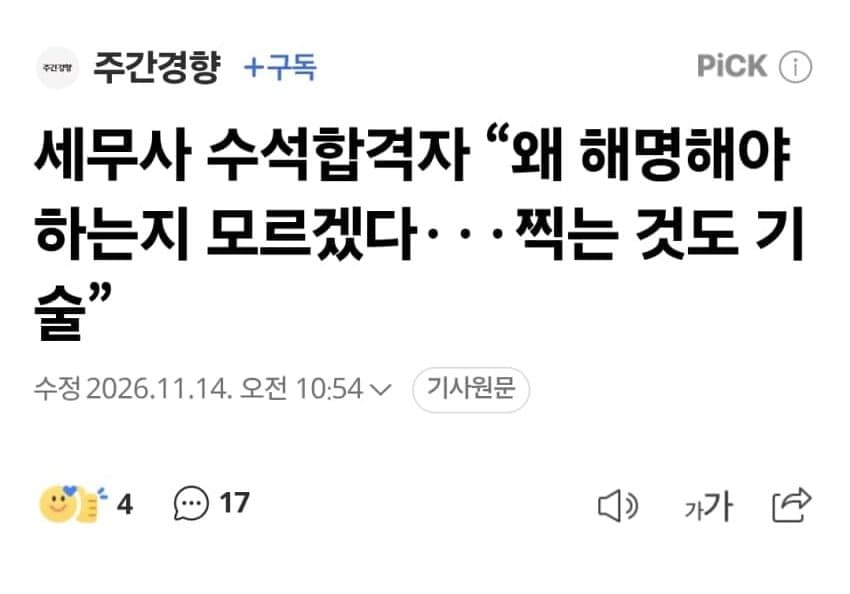 주간경향 주간경향 +구독 PiCK i
세무사 수석합격자 “왜 해명해야
하는지 모르겠다···찍는 것도 기
술”
수정 2026.11.14. 오전 10:54 기사원문
4 17 가가